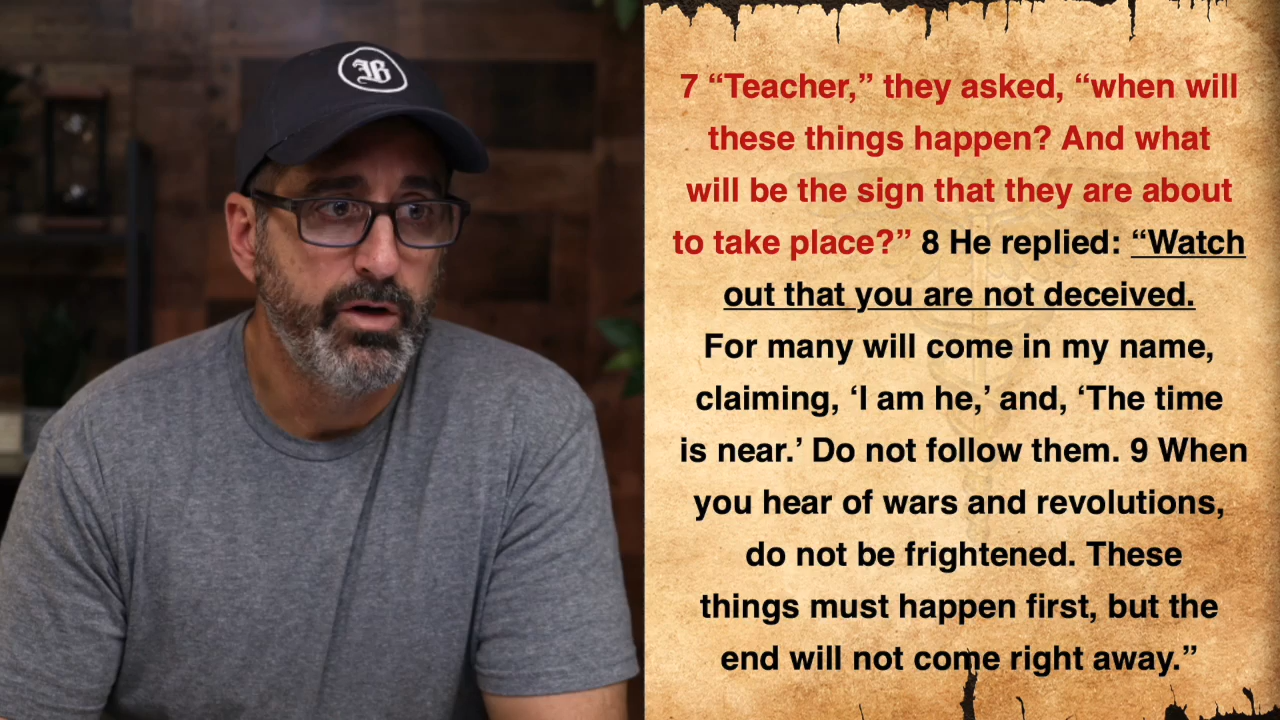 B
7 “Teacher,” they asked, “when will
these things happen? And what
will be the sign that they are about
to take place?” 8 He replied: “Watch
out that you are not deceived.
For many will come in my name,
claiming, ‘I am he,’ and, ‘The time
is near.’ Do not follow them. 9 When
you hear of wars and revolutions,
do not be frightened. These
things must happen first, but the
end will not come right away.”